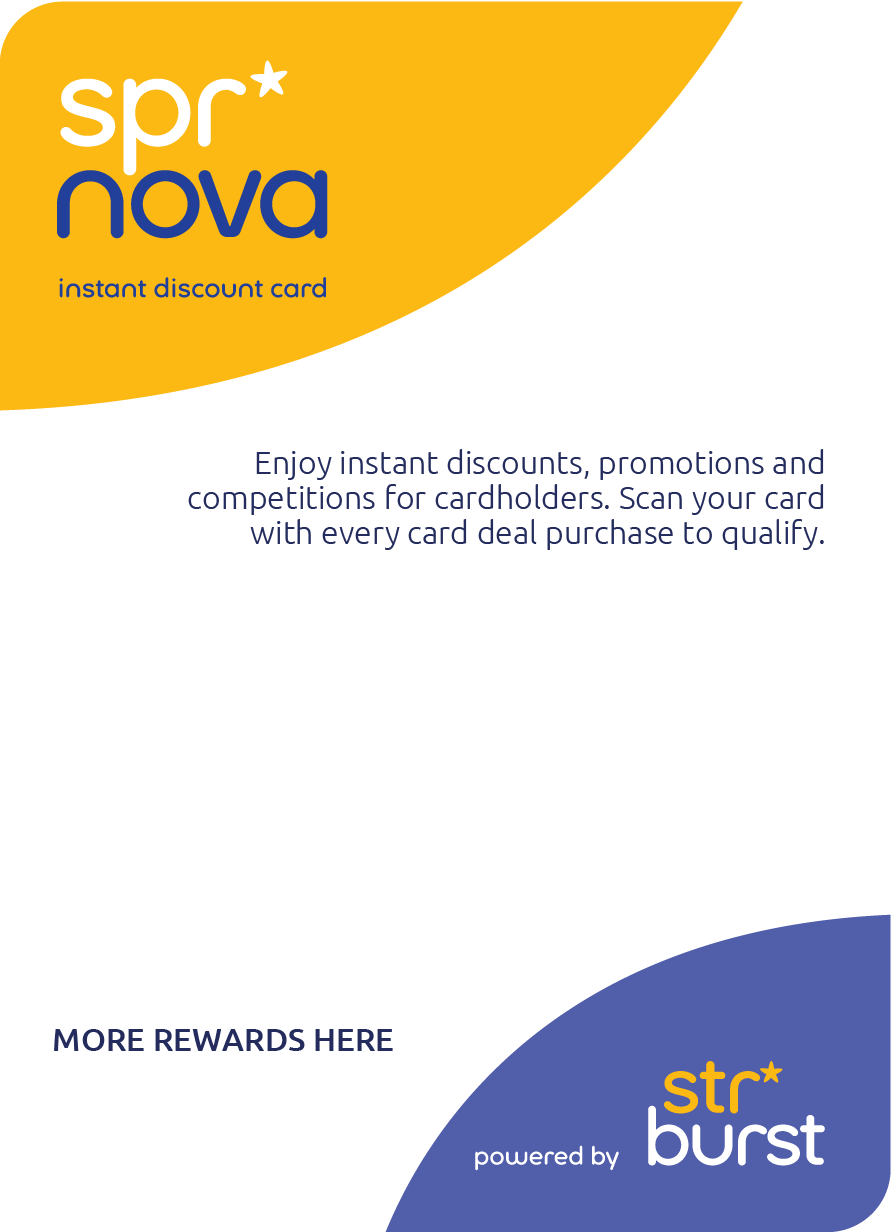 spr*
nova
instant discount card
Enjoy instant discounts, promotions and
competitions for cardholders. Scan your card
with every card deal purchase to qualify.
MORE REWARDS HERE
str*
powered by burst